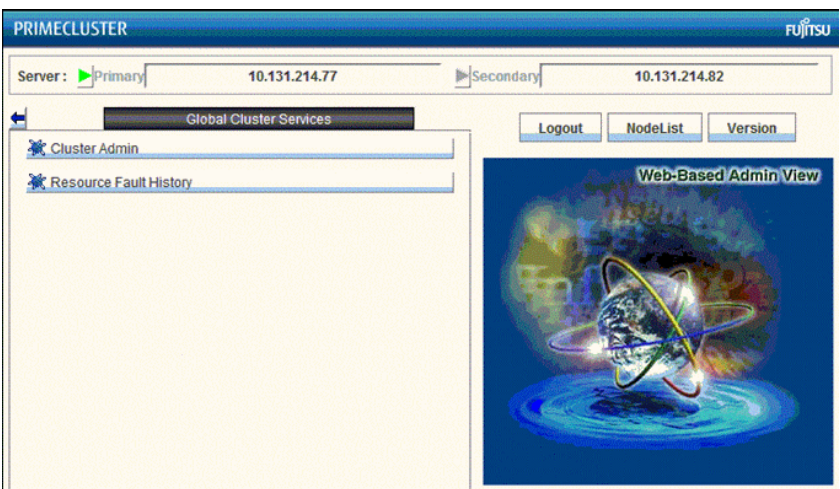 PRIMECLUSTER
FUJITSU
Server : Primary 10.131.214.77 Secondary 10.131.214.82
Global Cluster Services
Logout NodeList Version
Cluster Admin
Resource Fault History
Web-Based Admin View